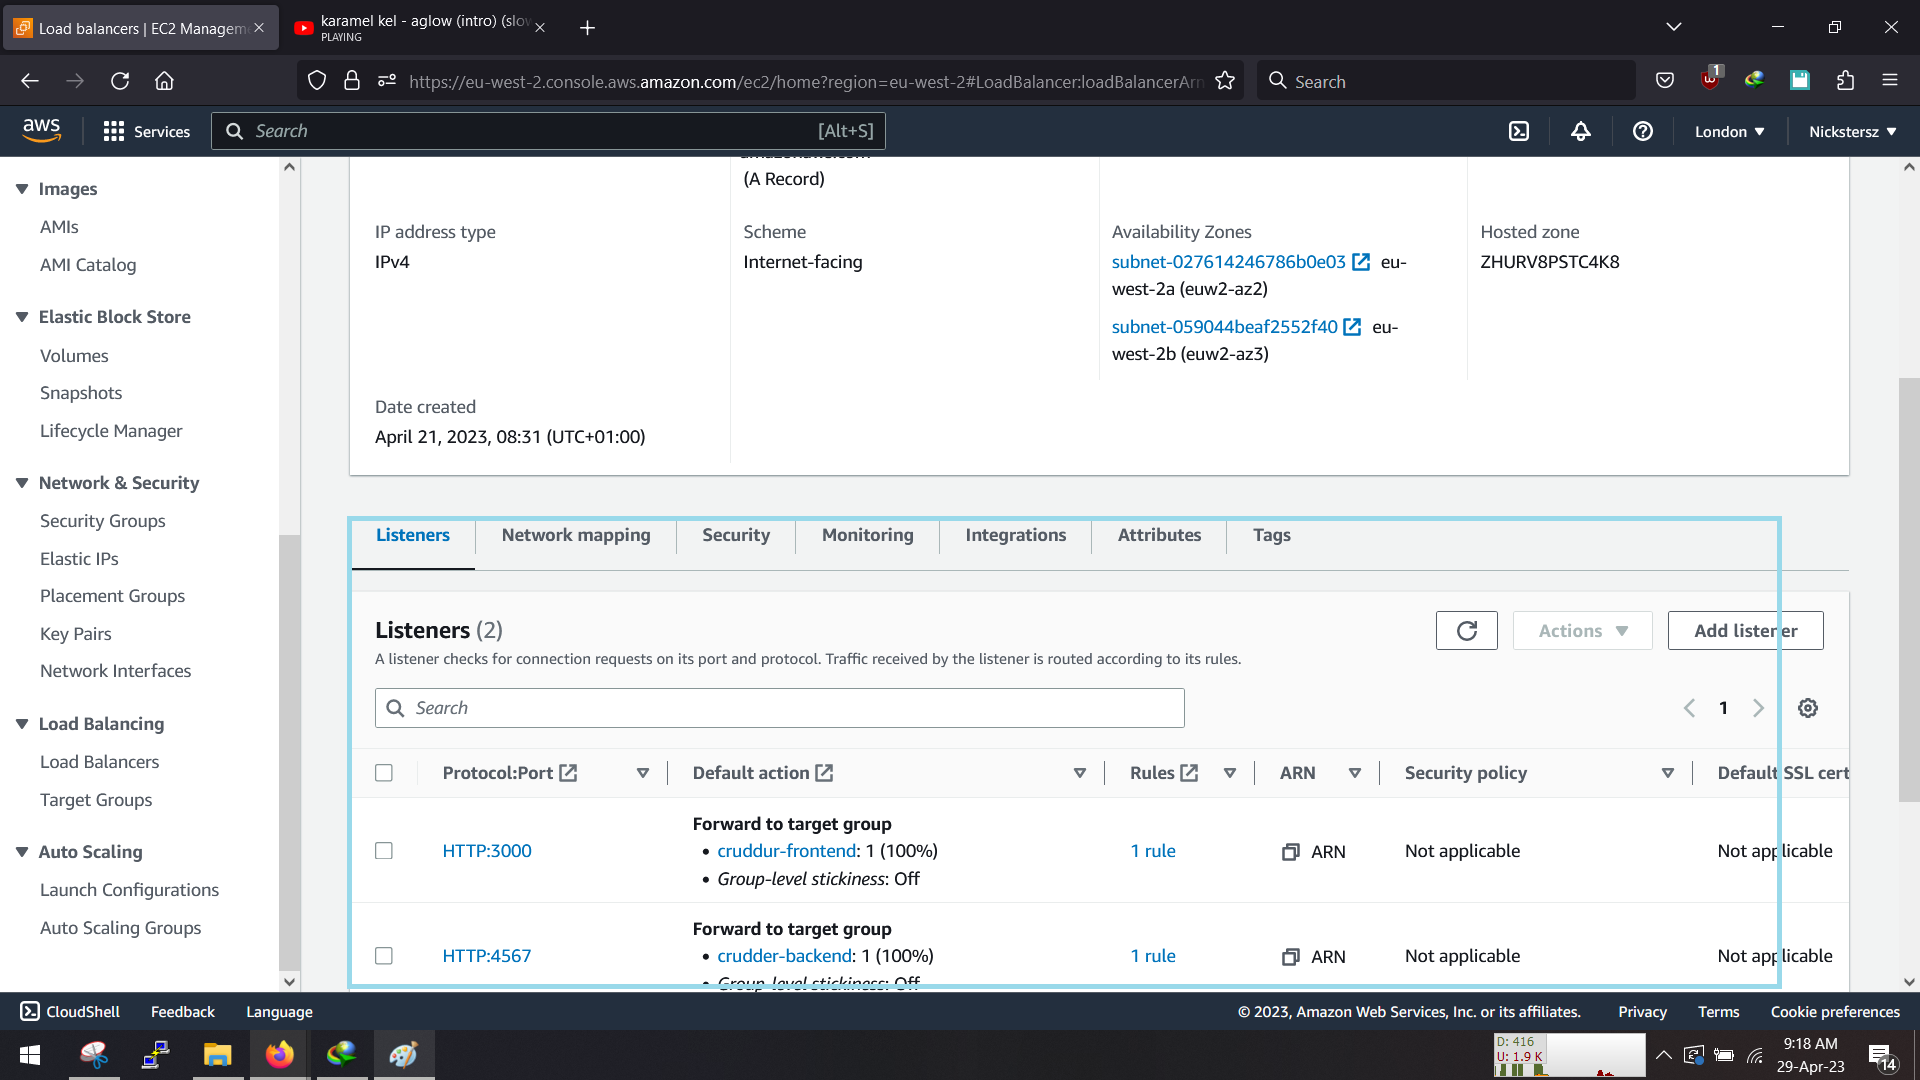 Load balancers | EC2 Managem
karamel kel - aglow (intro) (slow
PLAYING
https://eu-west-2.console.aws.amazon.com/ec2/home?region=eu-west-2#LoadBalancer:loadBalancerArn
Search
1
aws
Services
Search
[Alt+S]
London
Nickstersz
Images
AMIs
AMI Catalog
Elastic Block Store
Volumes
Snapshots
Lifecycle Manager
Network & Security
Security Groups
Elastic IPs
Placement Groups
Key Pairs
Network Interfaces
Load Balancing
Load Balancers
Target Groups
Auto Scaling
Launch Configurations
Auto Scaling Groups
(A Record)
IP address type
IPv4
Scheme
Internet-facing
Availability Zones
subnet-027614246786b0e03 eu-
west-2a (euw2-az2)
subnet-059044beaf2552f40 eu-
west-2b (euw2-az3)
Hosted zone
ZHURV8PSTC4K8
Date created
April 21, 2023, 08:31 (UTC+01:00)
Listeners
Network mapping
Security
Monitoring
Integrations
Attributes
Tags
Listeners (2)
A listener checks for connection requests on its port and protocol. Traffic received by the listener is routed according to its rules.
Actions
Add listener
Search
1
Protocol:Port
Default action
Rules
ARN
Security policy
Default SSL cert
HTTP:3000
Forward to target group
• cruddur-frontend: 1 (100%)
• Group-level stickiness: Off
1 rule
ARN
Not applicable
Not applicable
HTTP:4567
Forward to target group
• crudder-backend: 1 (100%)
• Group-level stickiness: Off
1 rule
ARN
Not applicable
Not applicable
CloudShell
Feedback
Language
© 2023, Amazon Web Services, Inc. or its affiliates.
Privacy
Terms
Cookie preferences
D: 416
U: 1.9 K
9:18 AM
29-Apr-23
14